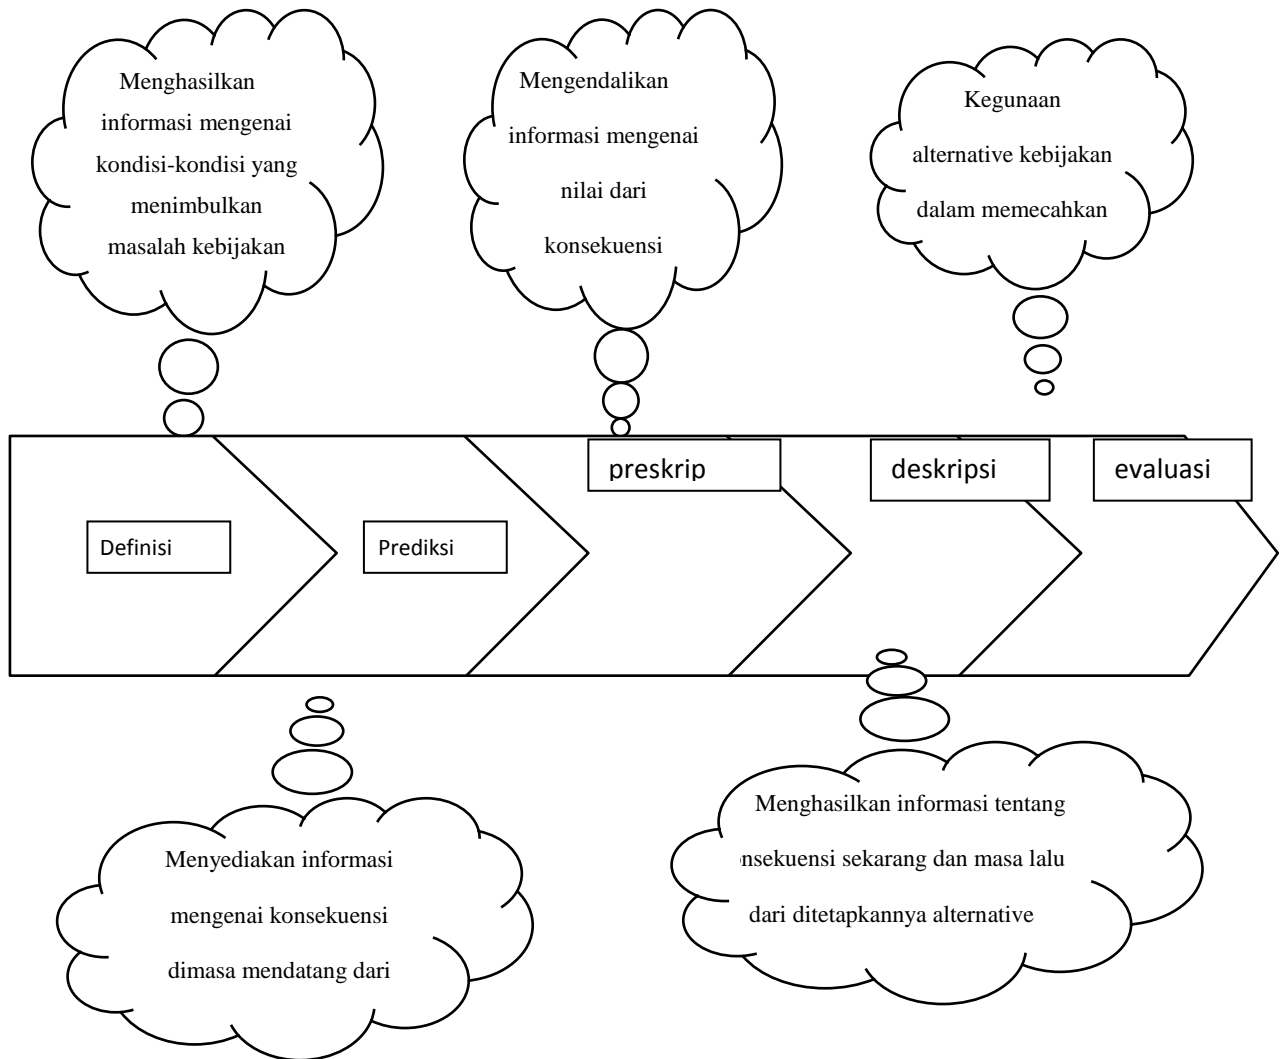 Menghasilkan
informasi mengenai
kondisi-kondisi yang
menimbulkan
masalah kebijakan
Mengendalikan
informasi mengenai
nilai dari
konsekuensi
Kegunaan
alternative kebijakan
dalam memecahkan
Definisi
Prediksi
preskrip
deskripsi
evaluasi
Menyediakan informasi
mengenai konsekuensi
dimasa mendatang dari
Menghasilkan informasi tentang
nsekuensi sekarang dan masa lalu
dari ditetapkannya alternative